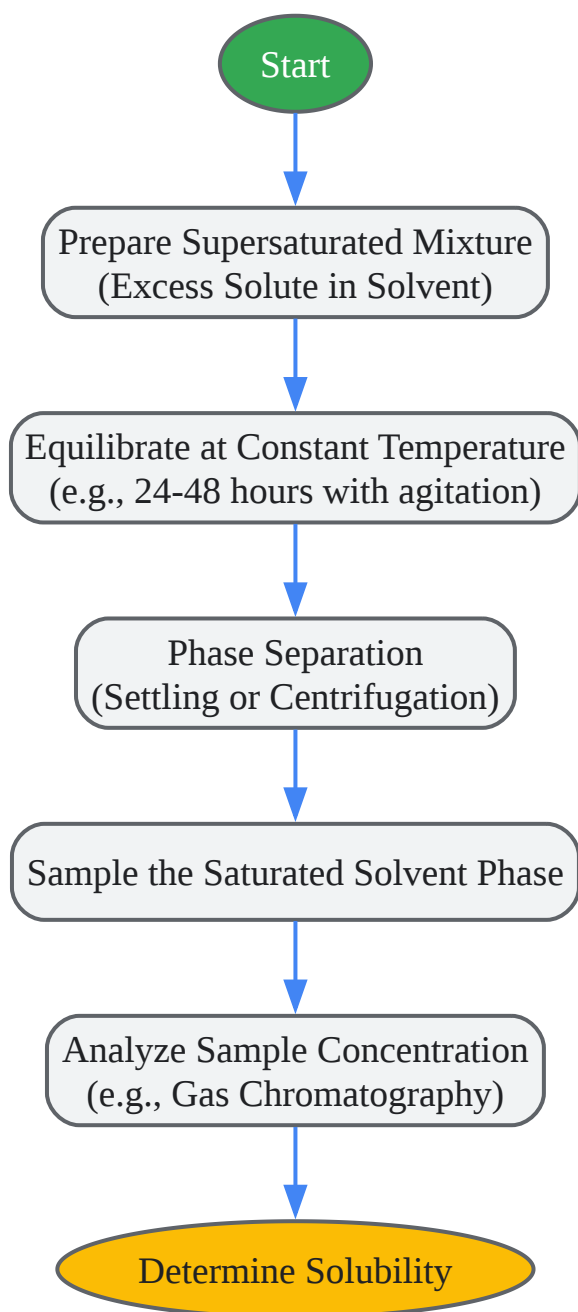 Start
Prepare Supersaturated Mixture
(Excess Solute in Solvent)
Equilibrate at Constant Temperature
(e.g., 24-48 hours with agitation)
Phase Separation
(Settling or Centrifugation)
Sample the Saturated Solvent Phase
Analyze Sample Concentration
(e.g., Gas Chromatography)
Determine Solubility